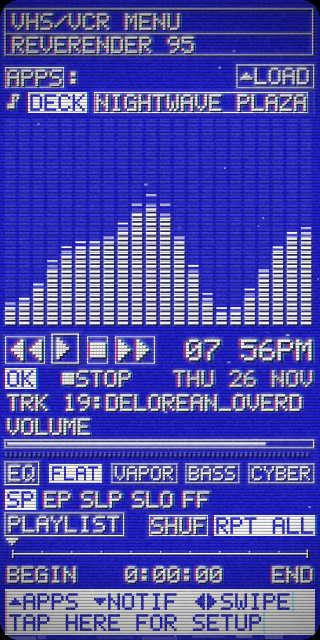 VHS/VCR MENU
REVERENDER 95
APPS: LOAD
DECK NIGHTWAVE PLAZA
07 56PM
OK STOP THU 26 NOV
TRK 19:DELOREAN_OVERD
VOLUME
EQ FLAT VAPOR BASS CYBER
SP EP SLP SLO FF
PLAYLIST SHUF RPT ALL
BEGIN 0:00:00 END
APPS NOTIF SWIPE
TAP HERE FOR SETUP